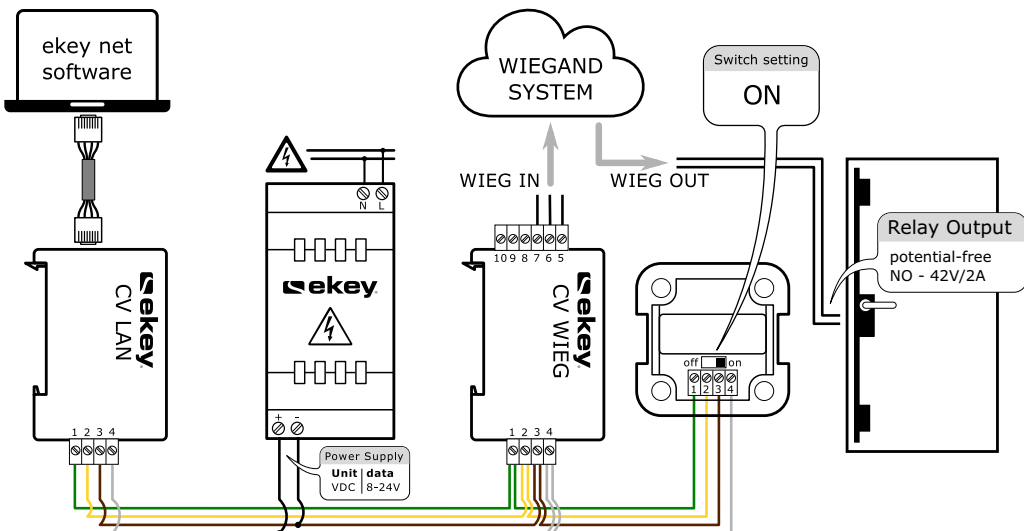 ekey net
software
WIEGAND
SYSTEM
Switch setting
ON
WIEG IN
WIEG OUT
N L
10 9 8 7 6 5
Relay Output
potential-free
NO - 42V/2A
ekey
CV LAN
ekey
ekey
CV WIEG
off on
1 2 3 4
+ -
1 2 3 4
1 2 3 4
Power Supply
Unit data
VDC 8-24V